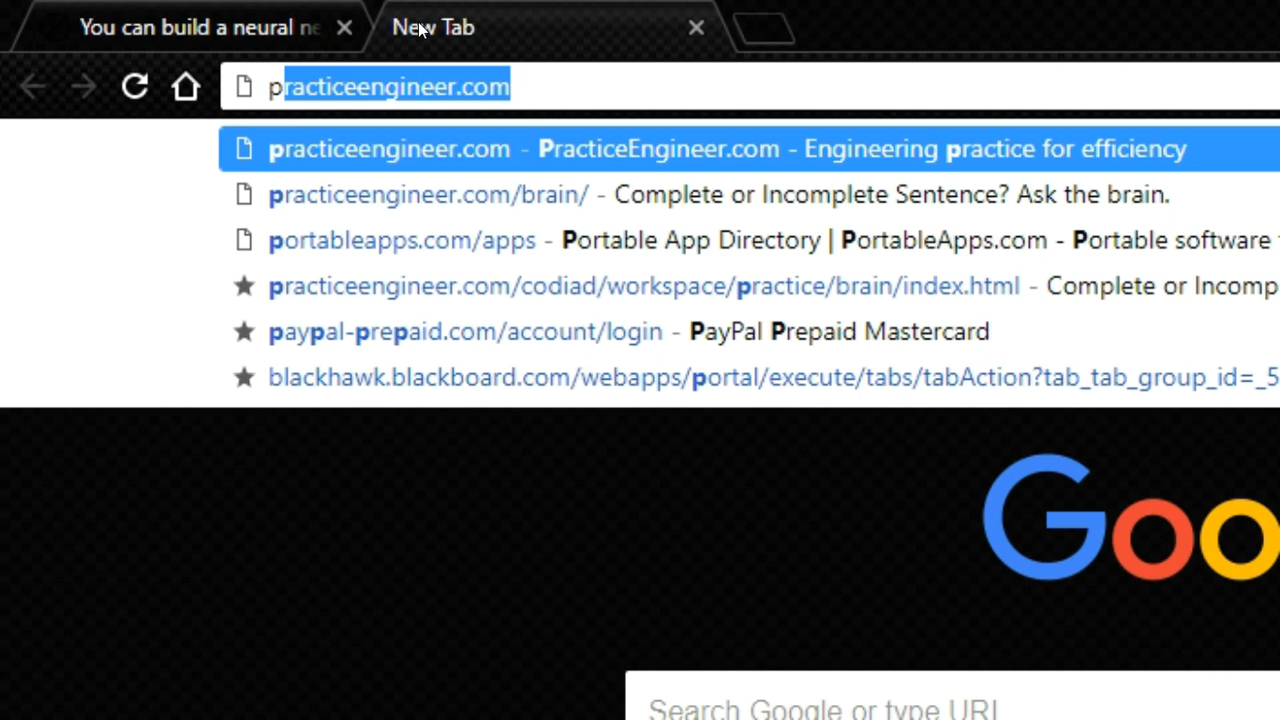 You can build a neural ne
New Tab
practiceengineer.com
practiceengineer.com - PracticeEngineer.com - Engineering practice for efficiency
practiceengineer.com/brain/ - Complete or Incomplete Sentence? Ask the brain.
portableapps.com/apps - Portable App Directory | PortableApps.com - Portable software
practiceengineer.com/codiad/workspace/practice/brain/index.html - Complete or Incomp
paypal-prepaid.com/account/login - PayPal Prepaid Mastercard
blackhawk.blackboard.com/webapps/portal/execute/tabs/tabAction?tab_tab_group_id=_5
Goo
Search Google or type URL